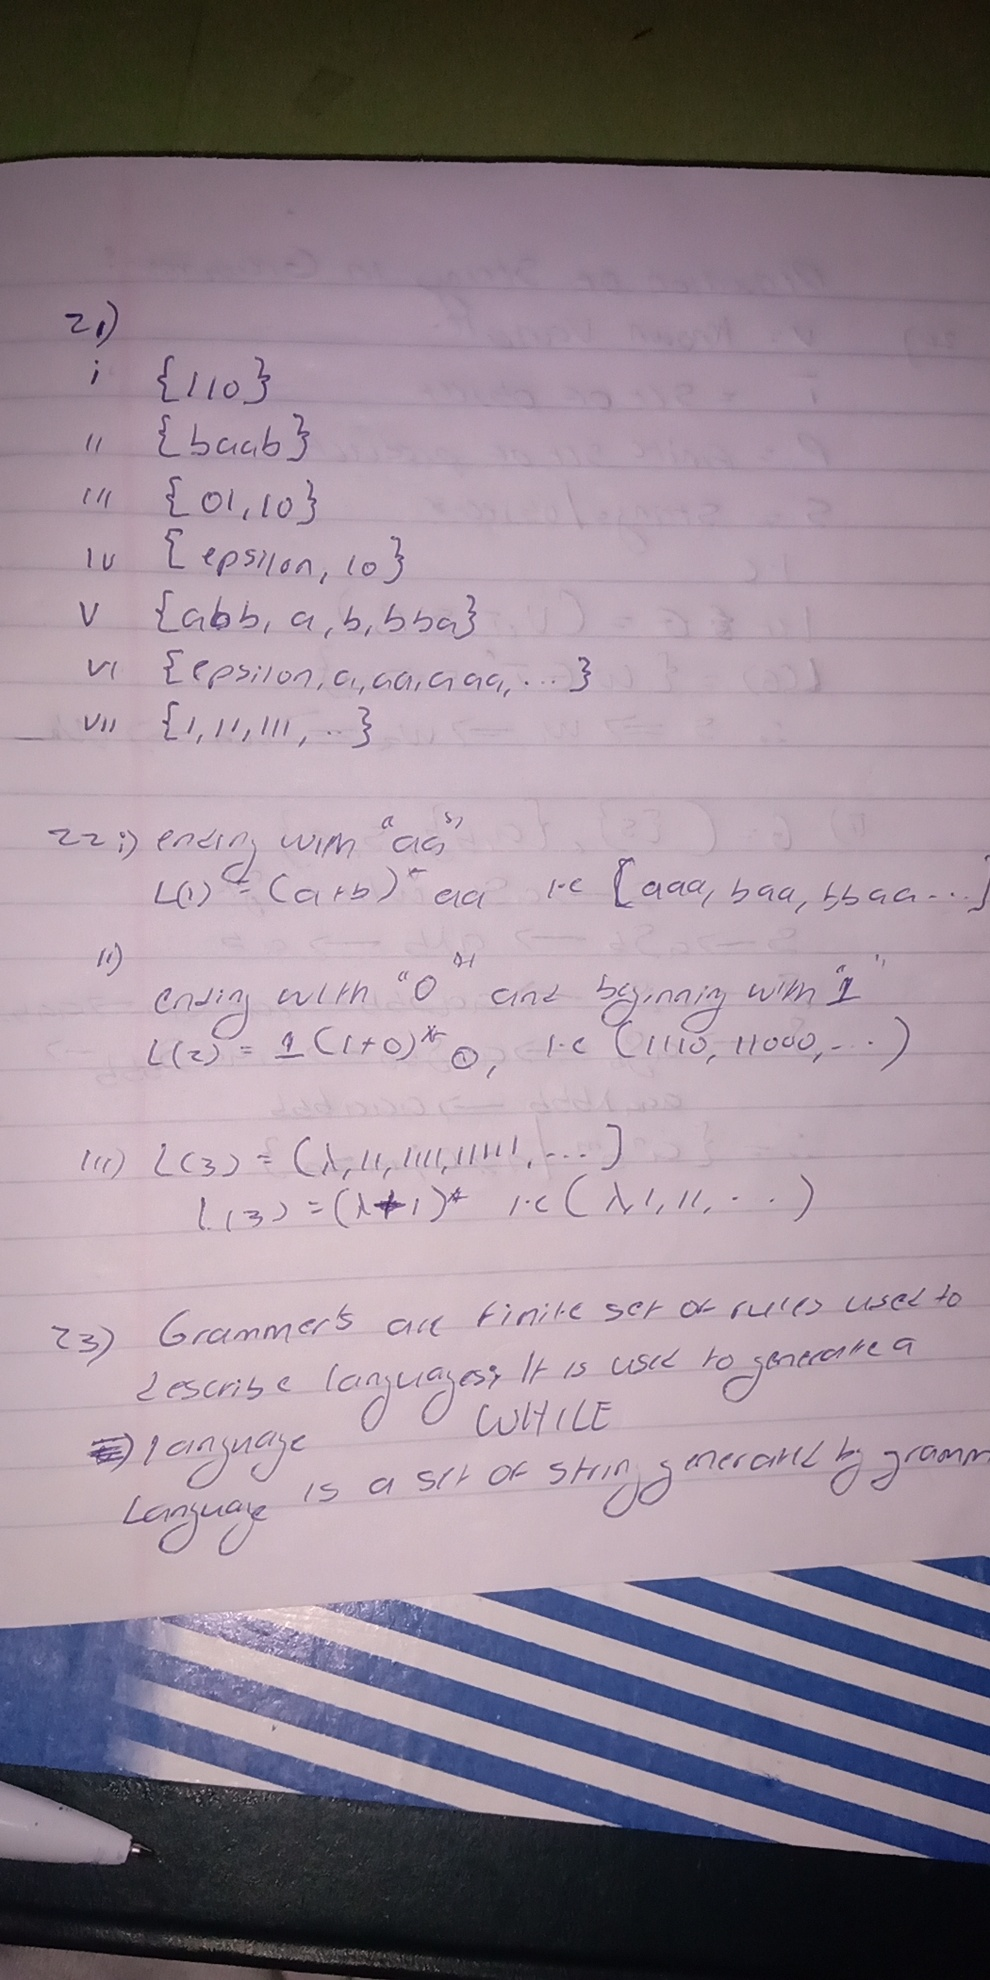 21)
i {110}
ii {baab}
iii {01,10}
iv {epsilon, 10}
v {abb, a, b, bba}
vi {epsilon, a, aa, aaa, ...}
vii {1, 11, 111, ..}
22 i) ending with "aa"
L(1) = (a+b)* aa i.e [aaa, baa, bbaa ...]
ii)
ending with "0" and beginning with "1"
L(2) = 1(1+0)* 0, i.e (1110, 11000, ...)
iii) L(3) = (λ, 11, 1111, 11111, ...]
L(3) = (λ+1)* i.e (λ, 1, 11, ...)
23) Grammer's are finite set of rules used to
describe languages; It is used to generate a
language WHILE
Language is a set of string generated by gramm